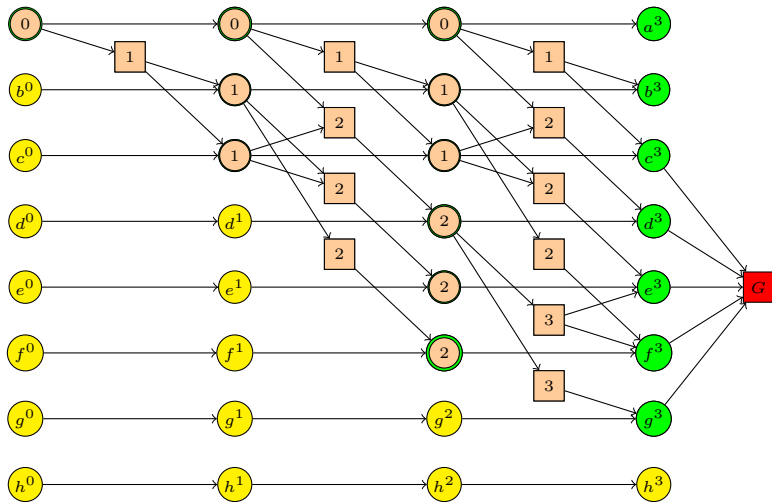 0 0 0 a³
1 1 1
b⁰ 1 1 b³
2 2
c⁰ 1 1 c³
2 2
d⁰ d¹ 2 d³
2 2
e⁰ e¹ 2 e³ G
3
f⁰ f¹ 2 f³
3
g⁰ g¹ g² g³
h⁰ h¹ h² h³